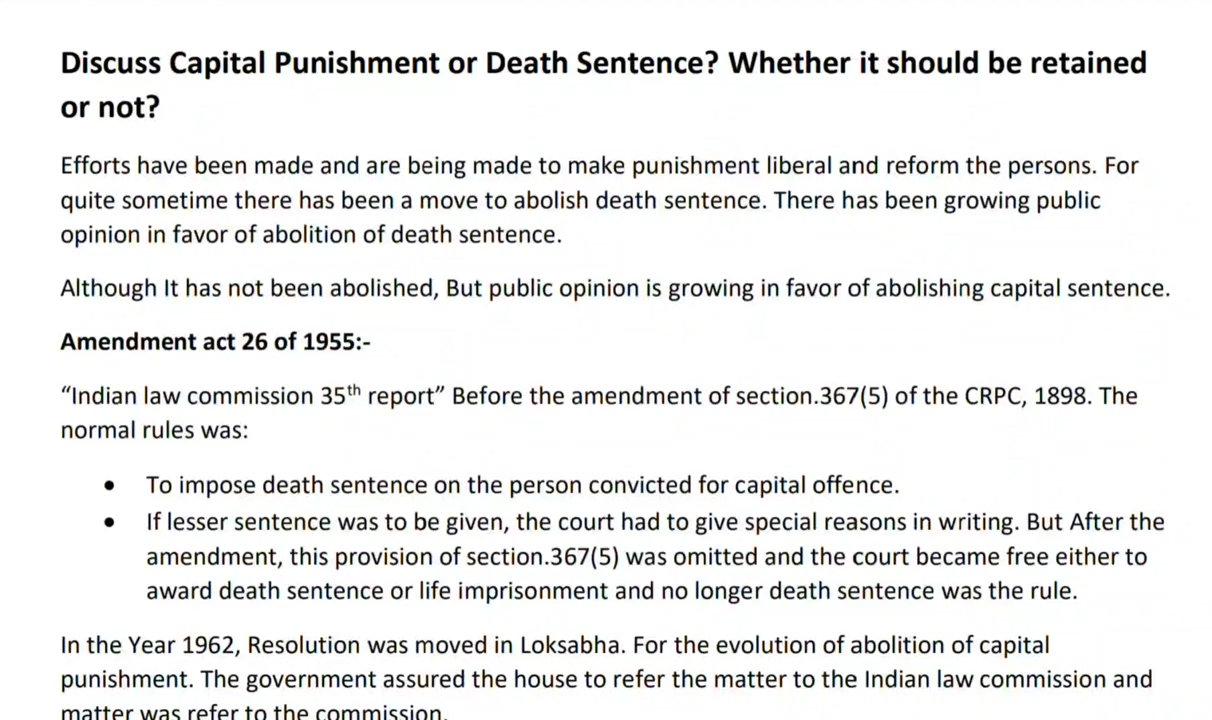 Discuss Capital Punishment or Death Sentence? Whether it should be retained
or not?
Efforts have been made and are being made to make punishment liberal and reform the persons. For
quite sometime there has been a move to abolish death sentence. There has been growing public
opinion in favor of abolition of death sentence.
Although It has not been abolished, But public opinion is growing in favor of abolishing capital sentence.
Amendment act 26 of 1955:-
“Indian law commission 35th report” Before the amendment of section.367(5) of the CRPC, 1898. The
normal rules was:
• To impose death sentence on the person convicted for capital offence.
• If lesser sentence was to be given, the court had to give special reasons in writing. But After the
amendment, this provision of section.367(5) was omitted and the court became free either to
award death sentence or life imprisonment and no longer death sentence was the rule.
In the Year 1962, Resolution was moved in Loksabha. For the evolution of abolition of capital
punishment. The government assured the house to refer the matter to the Indian law commission and
matter was refer to the commission.